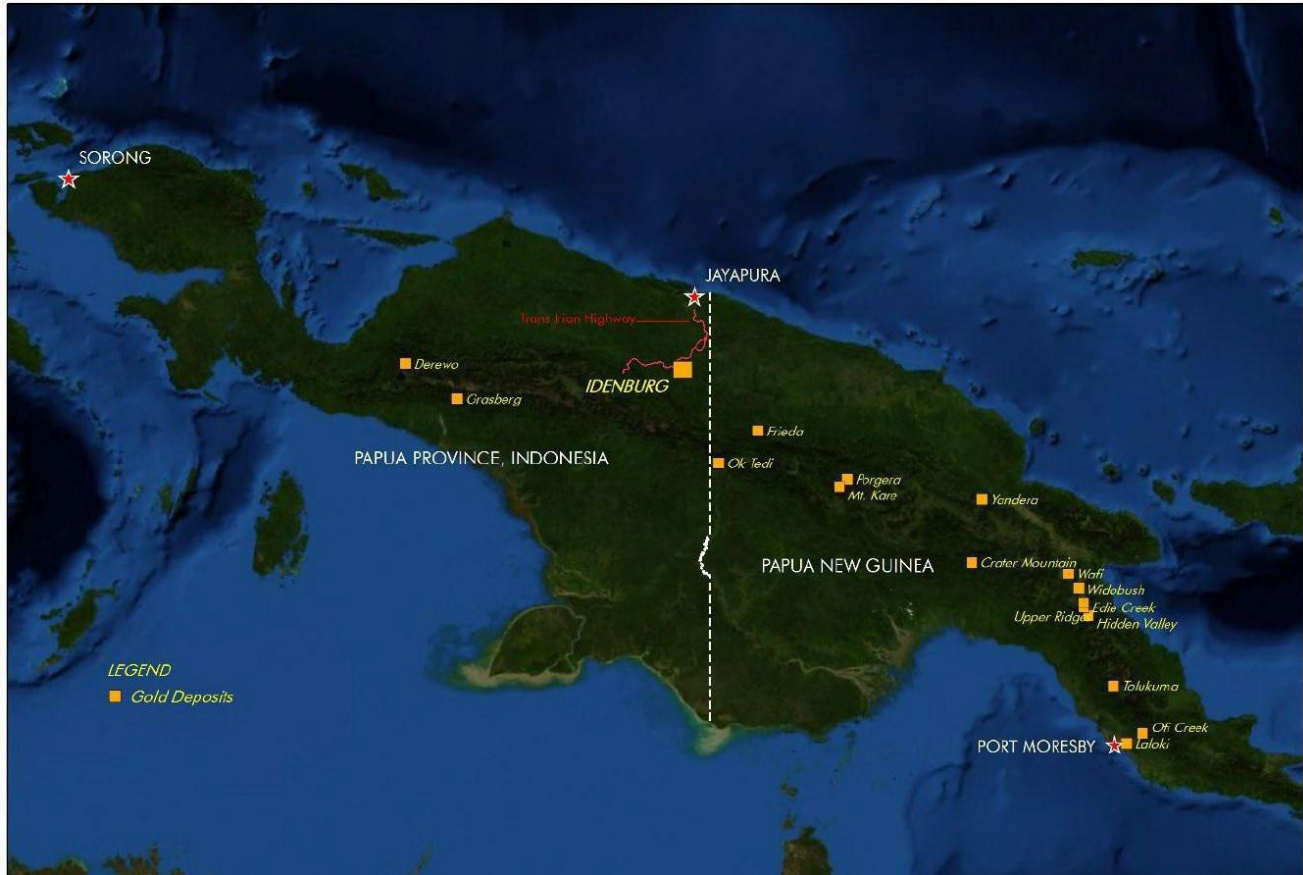 SORONG
JAYAPURA
Trans Irian Highway
Derewo
IDENBURG
Grasberg
Frieda
PAPUA PROVINCE, INDONESIA
Ok Tedi
Porgera
Mt. Kare
Yandera
PAPUA NEW GUINEA
Crater Mountain
Wafi
Widobush
Edie Creek
Upper Ridges
Hidden Valley
LEGEND
Gold Deposits
Tolukuma
Ofi Creek
PORT MORESBY
Laloki